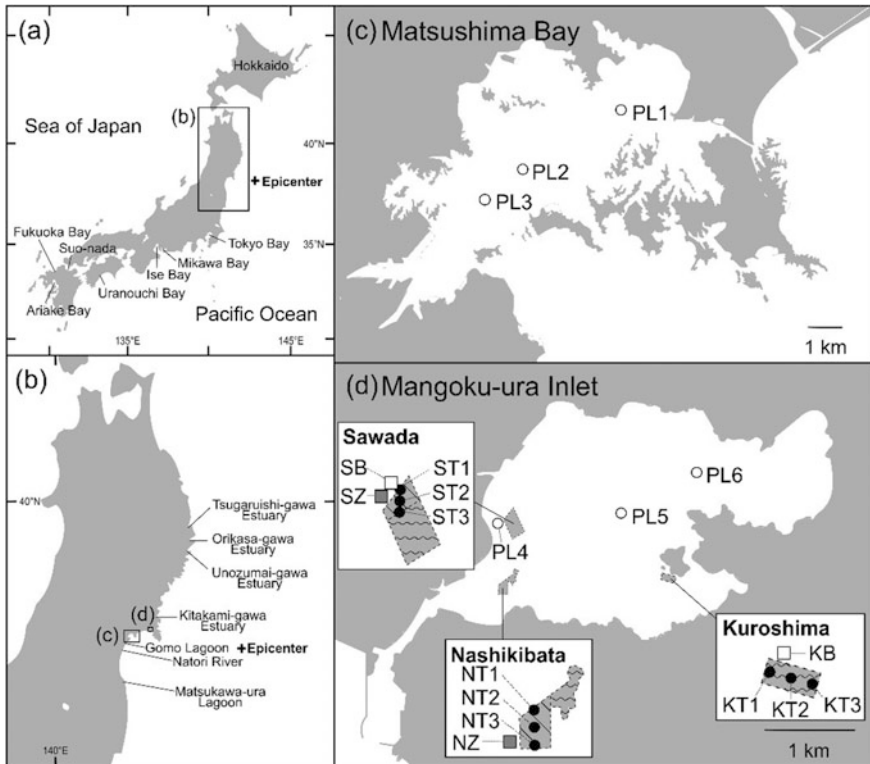 (a)
Hokkaido
Sea of Japan
(b)
40°N
+Epicenter
Fukuoka Bay
Suo-nada
35°N
Tokyo Bay
Mikawa Bay
Ise Bay
Uranouchi Bay
Ariake Bay
Pacific Ocean
135°E
145°E
(b)
40°N
Tsugaruishi-gawa
Estuary
Orikasa-gawa
Estuary
Unozumai-gawa
Estuary
(d)
Kitakami-gawa
Estuary
(c)
Gomo Lagoon
+Epicenter
Natori River
Matsukawa-ura
Lagoon
140°E
(c) Matsushima Bay
PL1
PL2
PL3
1 km
(d) Mangoku-ura Inlet
Sawada
SB
ST1
SZ
ST2
ST3
PL6
PL5
PL4
Nashikibata
NT1
NT2
NT3
NZ
Kuroshima
KB
KT1
KT2
KT3
1 km